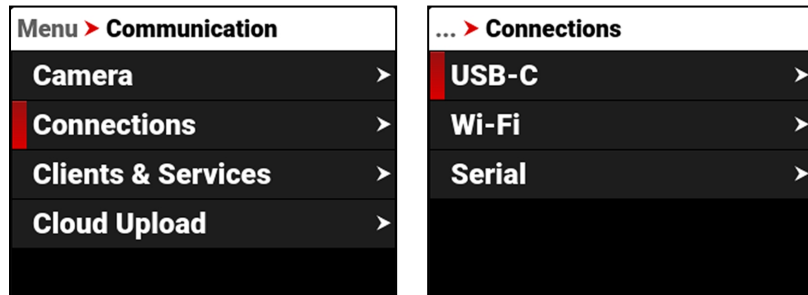 Menu > Communication
Camera
Connections
Clients & Services
Cloud Upload
... > Connections
USB-C
Wi-Fi
Serial